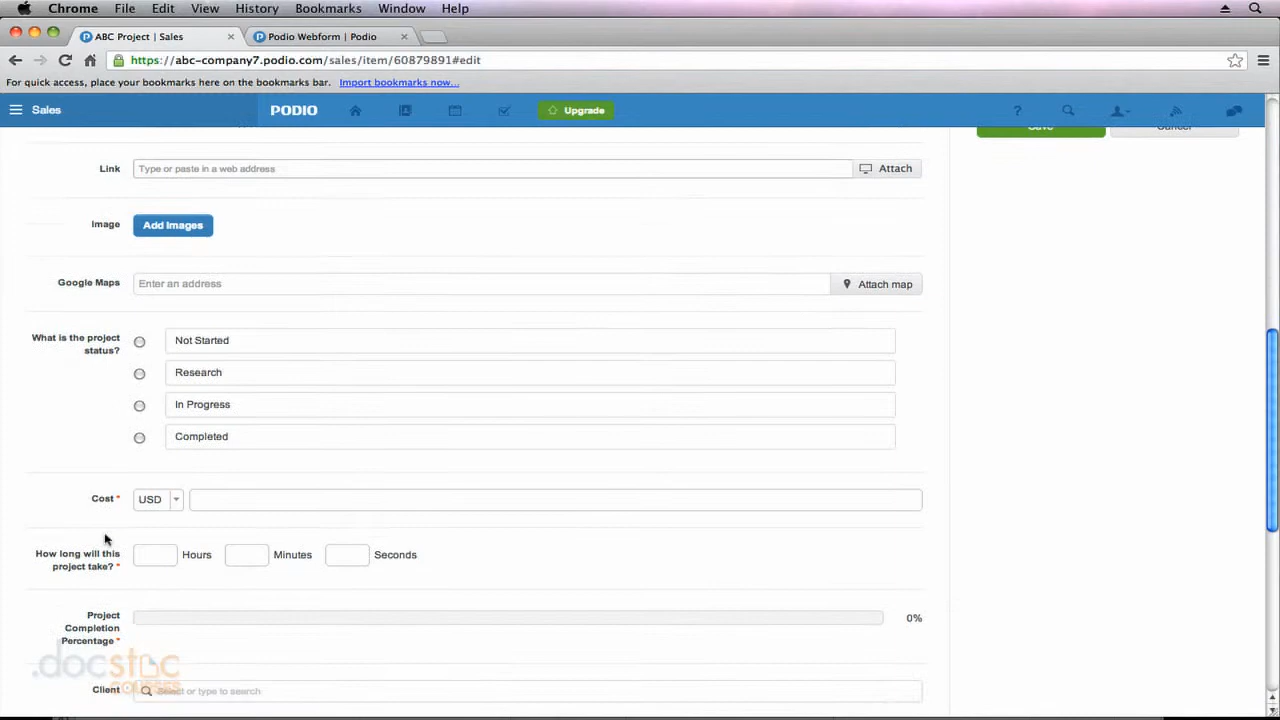 Chrome File Edit View History Bookmarks Window Help
ABC Project | Sales
Podio Webform | Podio
https://abc-company7.podio.com/sales/item/60879891#edit
For quick access, place your bookmarks here on the bookmarks bar. Import bookmarks now...
Sales PODIO Upgrade ?
Save Cancel
Link Type or paste in a web address Attach
Image Add Images
Google Maps Enter an address Attach map
What is the project
status?
Not Started
Research
In Progress
Completed
Cost * USD
How long will this
project take? *
Hours Minutes Seconds
Project
Completion
Percentage *
0%
Client Select or type to search
.docstoc
COURSES